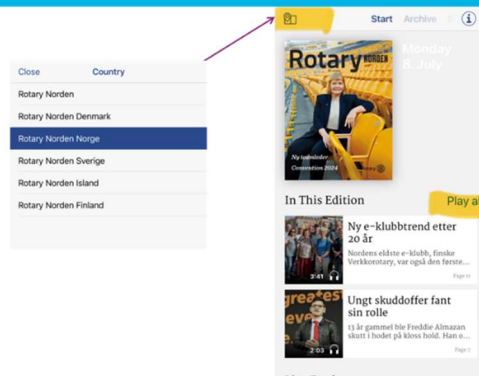 Close
Country
Rotary Norden
Rotary Norden Denmark
Rotary Norden Norge
Rotary Norden Sverige
Rotary Norden Island
Rotary Norden Finland
Start
Archive
Monday
8. July
Rotary NORDEN
Ny toneleder
Convention 2024
In This Edition
Play al
Ny e-klubbtrend etter
20 år
Nordens eldste e-klubb, finske
Verkkorotary, var også den første...
3:41
Ungt skuddoffer fant
sin rolle
13 år gammel ble Freddie Almazan
skutt i hodet på kloss hold. Han o...
2:03